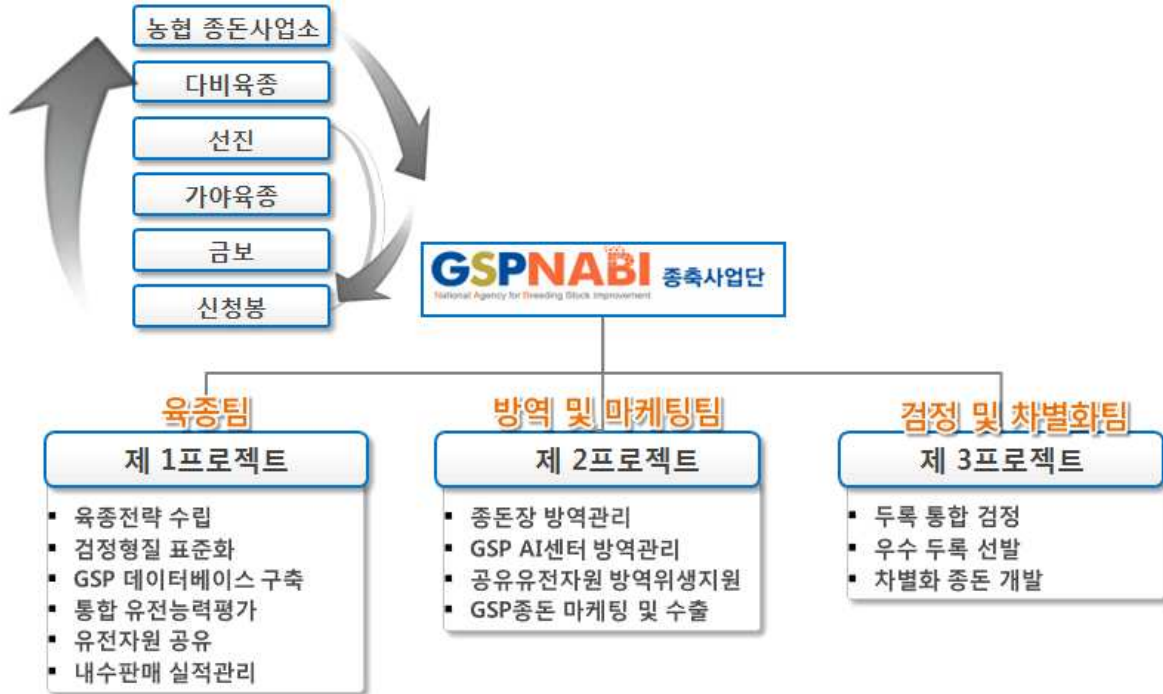 농협 종돈사업소
다비육종
선진
가야육종
금보
신청봉
GSPNABI 종축사업단
National Agency for Breeding Stock Improvement
육종팀
제 1프로젝트
▪ 육종전략 수립
▪ 검정형질 표준화
▪ GSP 데이터베이스 구축
▪ 통합 유전능력평가
▪ 유전자원 공유
▪ 내수판매 실적관리
방역 및 마케팅팀
제 2프로젝트
▪ 종돈장 방역관리
▪ GSP AI센터 방역관리
▪ 공유유전자원 방역위생지원
▪ GSP종돈 마케팅 및 수출
검정 및 차별화팀
제 3프로젝트
▪ 두록 통합 검정
▪ 우수 두록 선발
▪ 차별화 종돈 개발